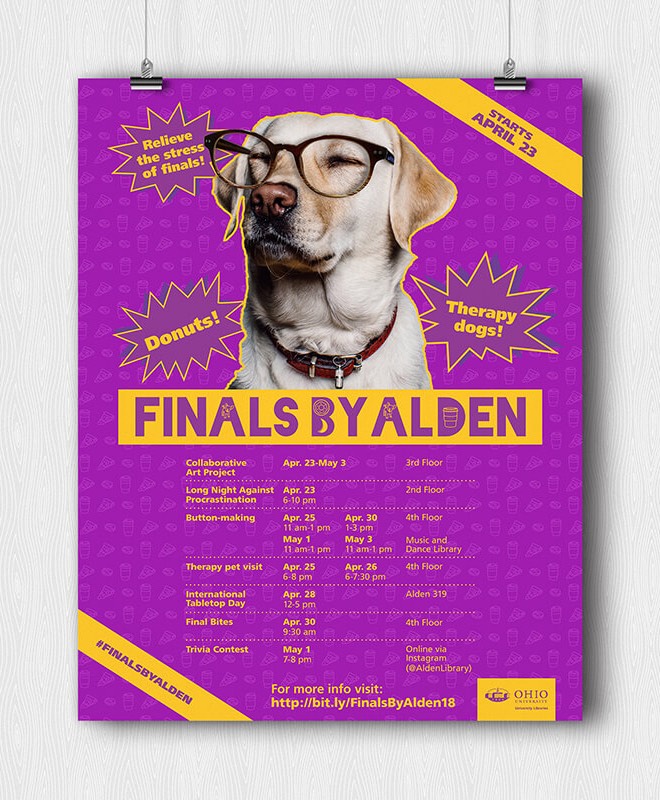 STARTS
APRIL 23
Relieve
the stress
of finals!
Donuts!
Therapy
dogs!
FINALS BY ALDEN
Collaborative Apr. 23-May 3 3rd Floor
Art Project
Long Night Against Apr. 23 2nd Floor
Procrastination 6-10 pm
Button-making Apr. 25 Apr. 30 4th Floor
11 am-1 pm 1-3 pm
May 1 May 3 Music and
11 am-1 pm 11 am-1pm Dance Library
Therapy pet visit Apr. 25 Apr. 26 4th Floor
6-8 pm 6-7:30 pm
International Apr. 28 Alden 319
Tabletop Day 12-5 pm
Final Bites Apr. 30 4th Floor
9:30 am
Trivia Contest May 1 Online via
7-8 pm Instagram
(@AldenLibrary)
#FINALSBYALDEN
For more info visit:
http://bit.ly/FinalsByAlden18
OHIO
UNIVERSITY
University Libraries